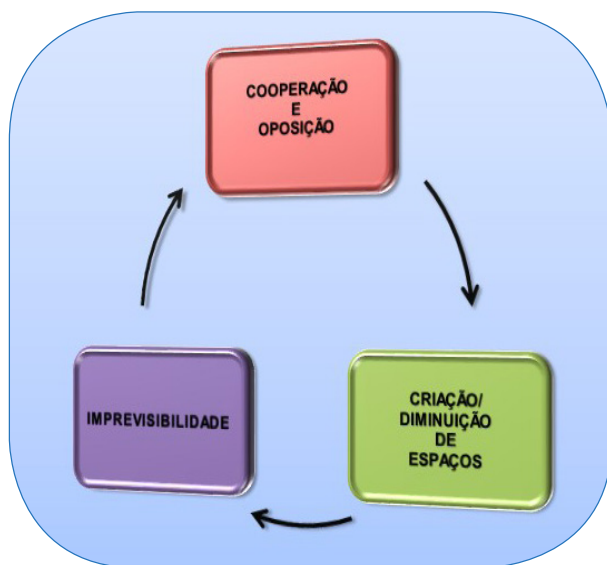 COOPERAÇÃO
E
OPOSIÇÃO
IMPREVISIBILIDADE
CRIAÇÃO/
DIMINUIÇÃO
DE
ESPAÇOS